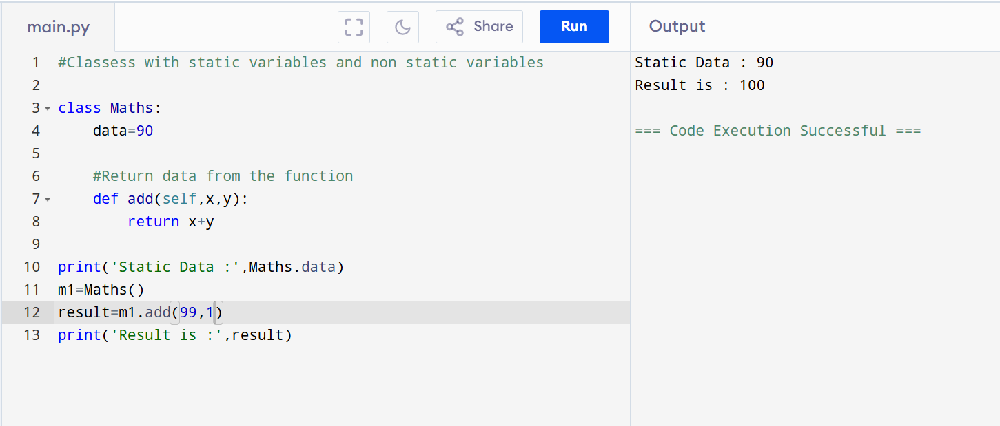 main.py
Share
Run
Output
1 #Classess with static variables and non static variables
2
3 class Maths:
4     data=90
5
6     #Return data from the function
7     def add(self,x,y):
8         return x+y
9
10 print('Static Data :',Maths.data)
11 m1=Maths()
12 result=m1.add(99,1)
13 print('Result is :',result)
Static Data : 90
Result is : 100
=== Code Execution Successful ===